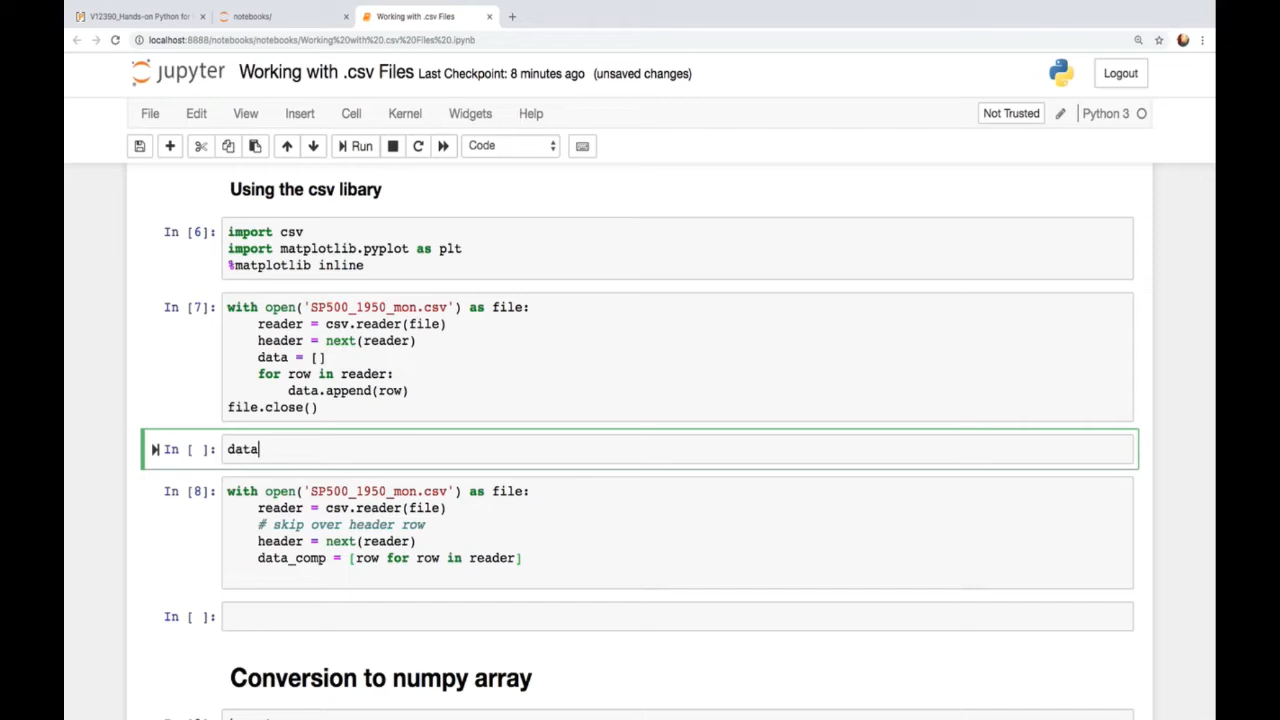 V12390_Hands-on Python for
notebooks/
Working with .csv Files
localhost:8888/notebooks/notebooks/Working%20with%20.csv%20Files%20.ipynb
jupyter Working with .csv Files Last Checkpoint: 8 minutes ago (unsaved changes)
Logout
File Edit View Insert Cell Kernel Widgets Help Not Trusted Python 3
Run Code
Using the csv libary
In [6]: import csv
import matplotlib.pyplot as plt
%matplotlib inline
In [7]: with open('SP500_1950_mon.csv') as file:
reader = csv.reader(file)
header = next(reader)
data = []
for row in reader:
data.append(row)
file.close()
In [ ]: data
In [8]: with open('SP500_1950_mon.csv') as file:
reader = csv.reader(file)
# skip over header row
header = next(reader)
data_comp = [row for row in reader]
In [ ]:
Conversion to numpy array